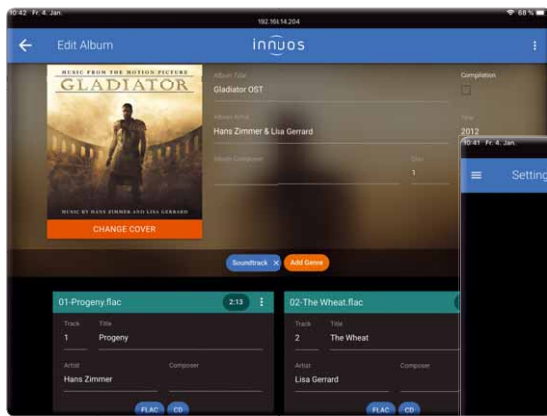 10:42 Fr. 4. Jan.
68 %
192.168.14.204
Edit Album
innuos
MUSIC FROM THE MOTION PICTURE
GLADIATOR
MUSIC BY HANS ZIMMER AND LISA GERRARD
CHANGE COVER
Album Title
Gladiator OST
Compilation
Album Artist
Hans Zimmer & Lisa Gerrard
Year
2012
Album Composer
Disc
1
Soundtrack ×
Add Genre
01-Progeny.flac
2:13
Track
Title
1
Progeny
Artist
Composer
Hans Zimmer
FLAC
CD
02-The Wheat.flac
Track
Title
2
The Wheat
Artist
Composer
Lisa Gerrard
FLAC
CD
10:41 Fr. 4. Jan.
Setting